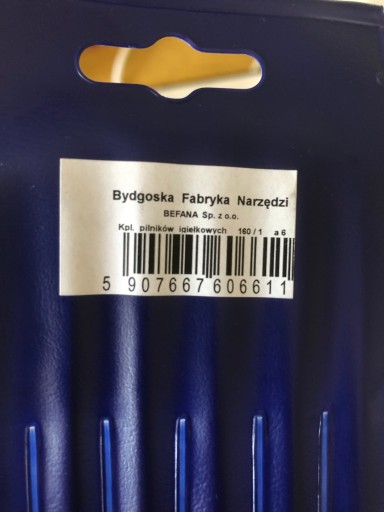 Bydgoska Fabryka Narzędzi
BEFANA Sp. z o.o.
Kpl. pilników igiełkowych 160 / 1 a 6
5 907667 606611